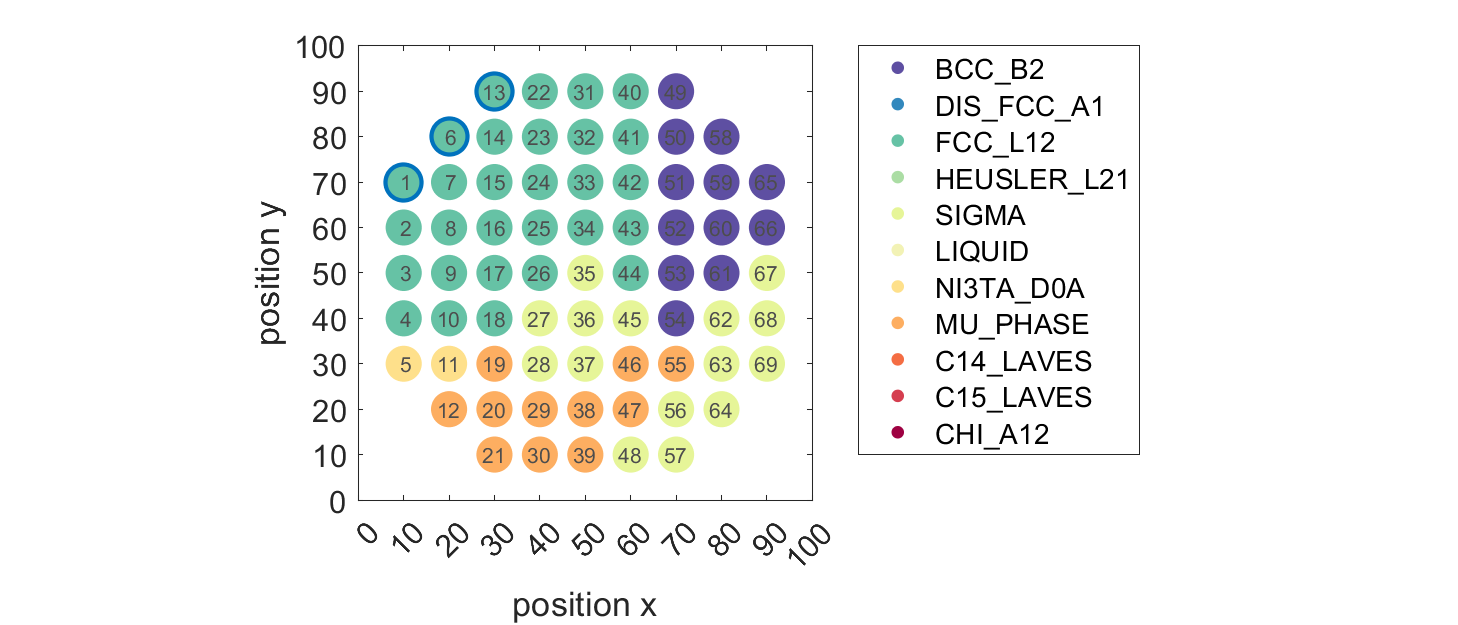 100
90 13 22 31 40 49
80 6 14 23 32 41 50 58
70 1 7 15 24 33 42 51 59 65
60 2 8 16 25 34 43 52 60 66
50 3 9 17 26 35 44 53 61 67
40 4 10 18 27 36 45 54 62 68
30 5 11 19 28 37 46 55 63 69
20 12 20 29 38 47 56 64
10 21 30 39 48 57
0
position y
0 10 20 30 40 50 60 70 80 90 100
position x
BCC_B2
DIS_FCC_A1
FCC_L12
HEUSLER_L21
SIGMA
LIQUID
NI3TA_D0A
MU_PHASE
C14_LAVES
C15_LAVES
CHI_A12